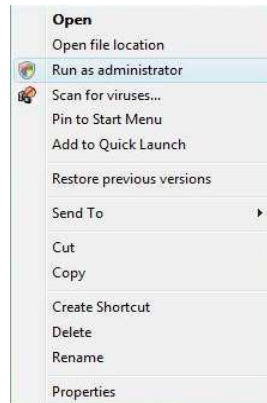 Open
Open file location
Run as administrator
Scan for viruses...
Pin to Start Menu
Add to Quick Launch
Restore previous versions
Send To
Cut
Copy
Create Shortcut
Delete
Rename
Properties